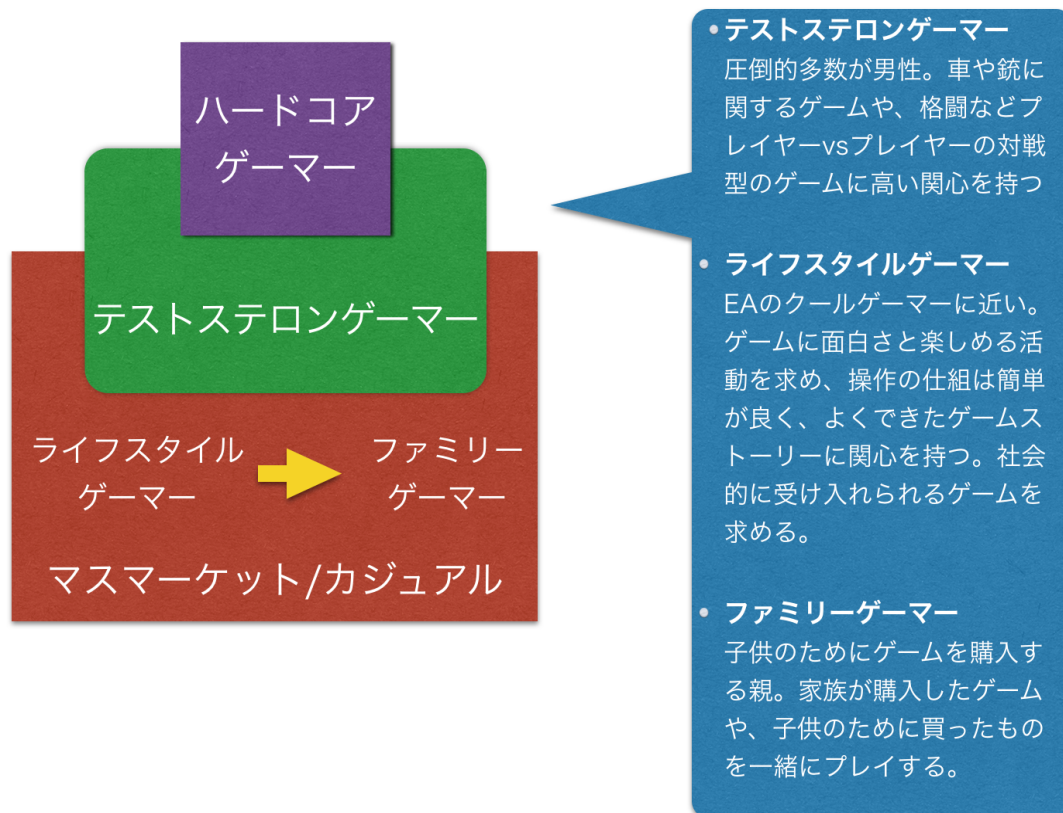 ハードコア
ゲーマー
テストステロンゲーマー
ライフスタイル
ゲーマー
ファミリー
ゲーマー
マスマーケット/カジュアル
• テストステロンゲーマー
圧倒的多数が男性。車や銃に
関するゲームや、格闘などプ
レイヤーvsプレイヤーの対戦
型のゲームに高い関心を持つ
• ライフスタイルゲーマー
EAのクールゲーマーに近い。
ゲームに面白さと楽しめる活
動を求め、操作の仕組は簡単
が良く、よくできたゲームス
トーリーに関心を持つ。社会
的に受け入れられるゲームを
求める。
• ファミリーゲーマー
子供のためにゲームを購入す
る親。家族が購入したゲーム
や、子供のために買ったもの
を一緒にプレイする。